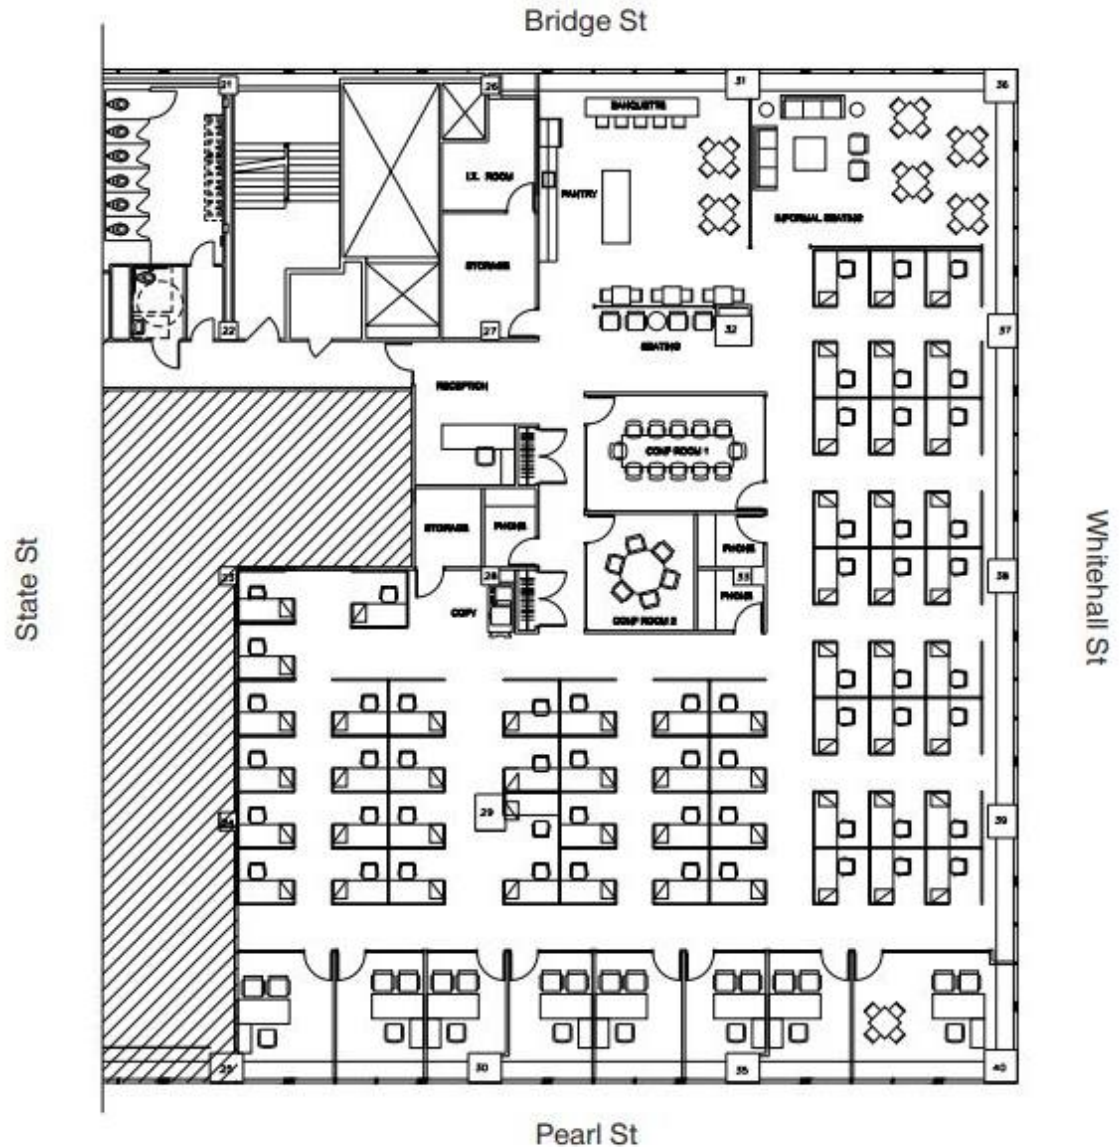 Bridge St
21
26
31
36
BANQUETTE
I.T. ROOM
PANTRY
INFORMAL SEATING
STORAGE
22
27
32
37
SEATING
RECEPTION
CONF ROOM 1
STORAGE
PHONE
PHONE
State St
Whitehall St
23
28
33
38
COPY
PHONE
CONF ROOM 2
24
29
39
25
30
35
40
Pearl St